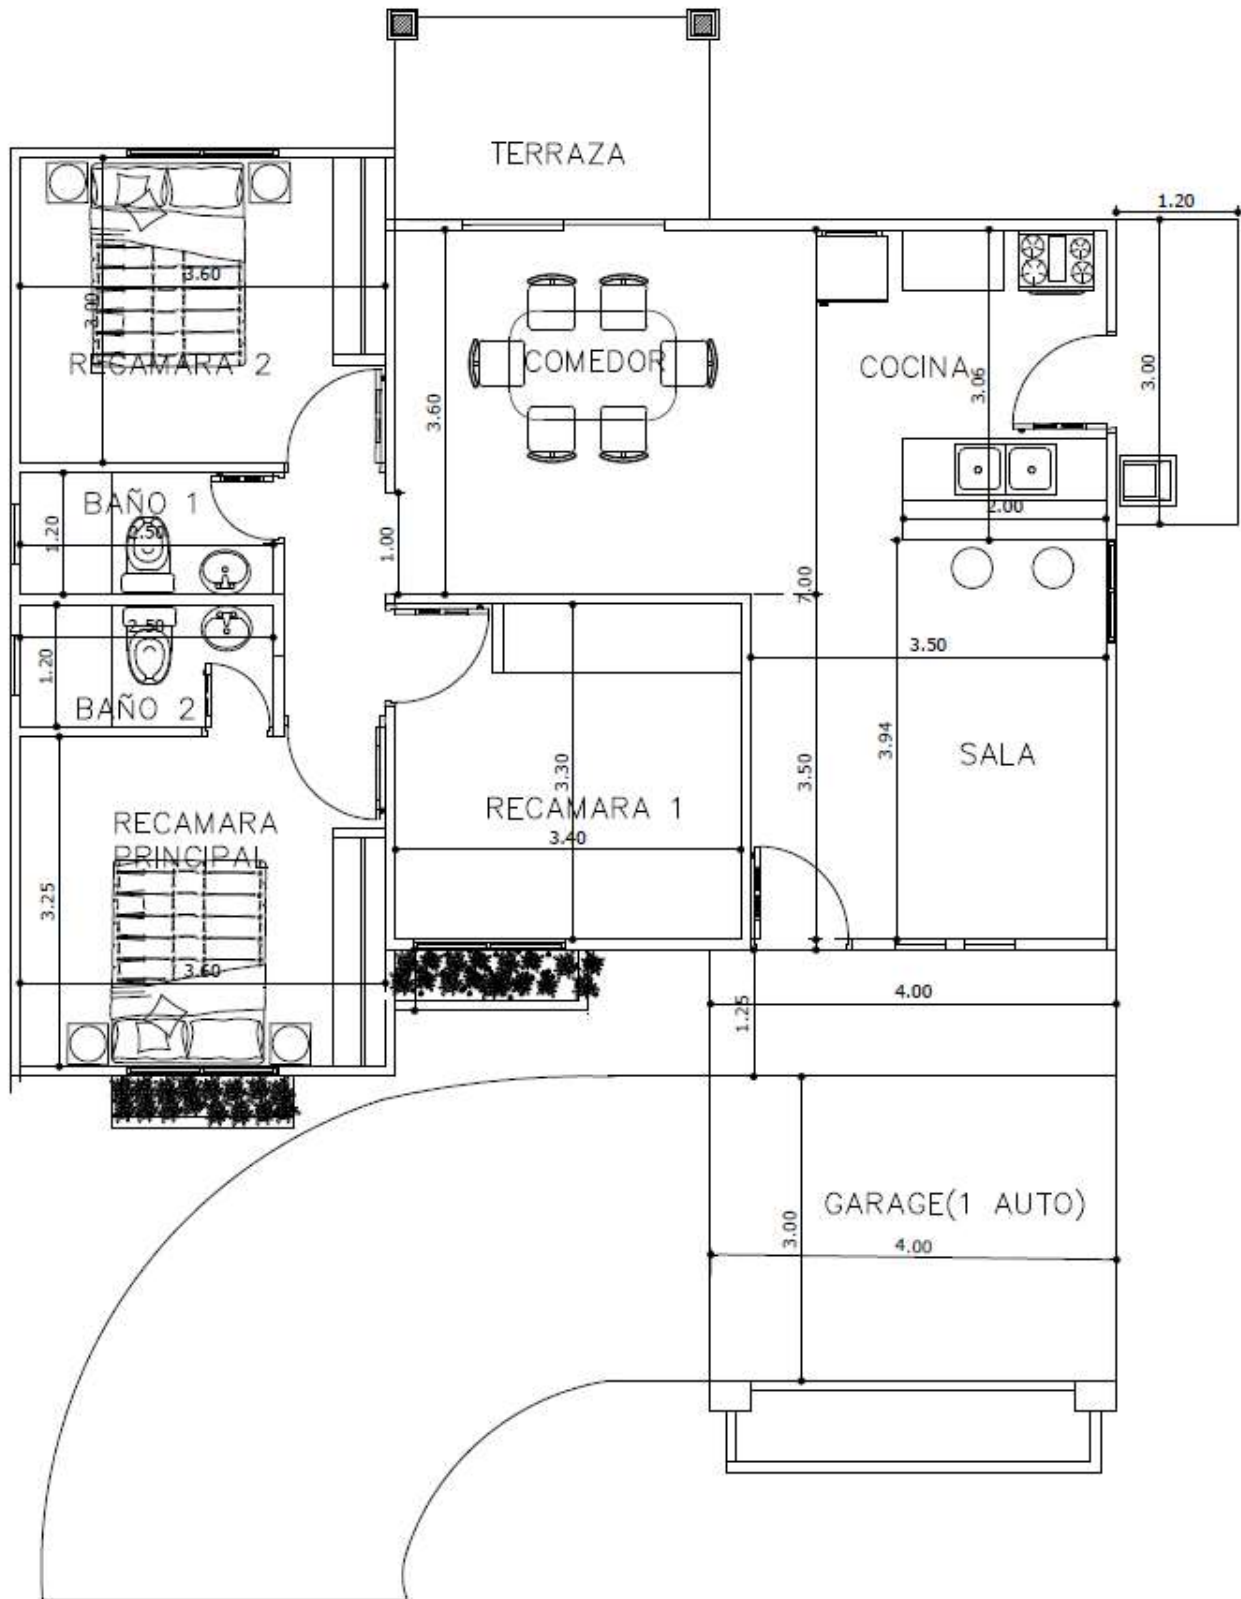 TERRAZA
1.20
3.60
3.00
RECAMARA 2
COMEDOR
3.60
COCINA
3.06
3.00
BAÑO 1
2.50
1.20
1.00
2.00
7.00
2.50
1.20
BAÑO 2
3.50
3.94
SALA
3.50
3.30
RECAMARA 1
3.40
RECAMARA
PRINCIPAL
3.25
3.60
4.00
1.25
GARAGE(1 AUTO)
3.00
4.00